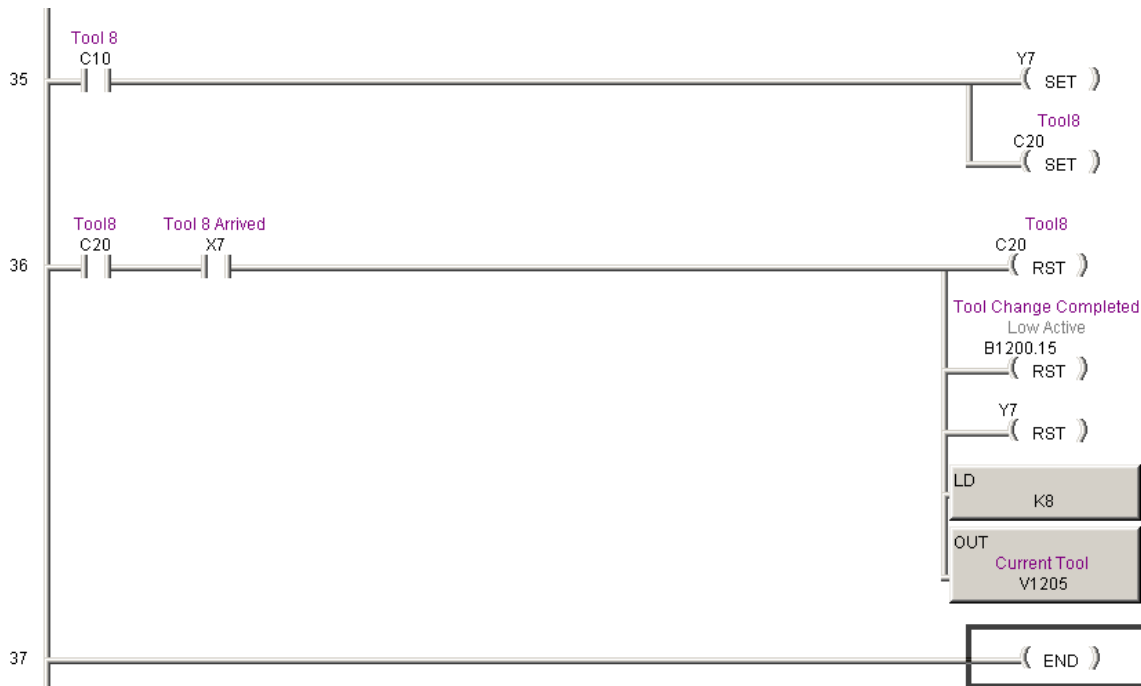 Tool 8
C10
35
Y7
( SET )
Tool8
C20
( SET )
Tool8
C20
Tool 8 Arrived
X7
36
Tool8
C20
( RST )
Tool Change Completed
Low Active
B1200.15
( RST )
Y7
( RST )
LD
K8
OUT
Current Tool
V1205
37
( END )